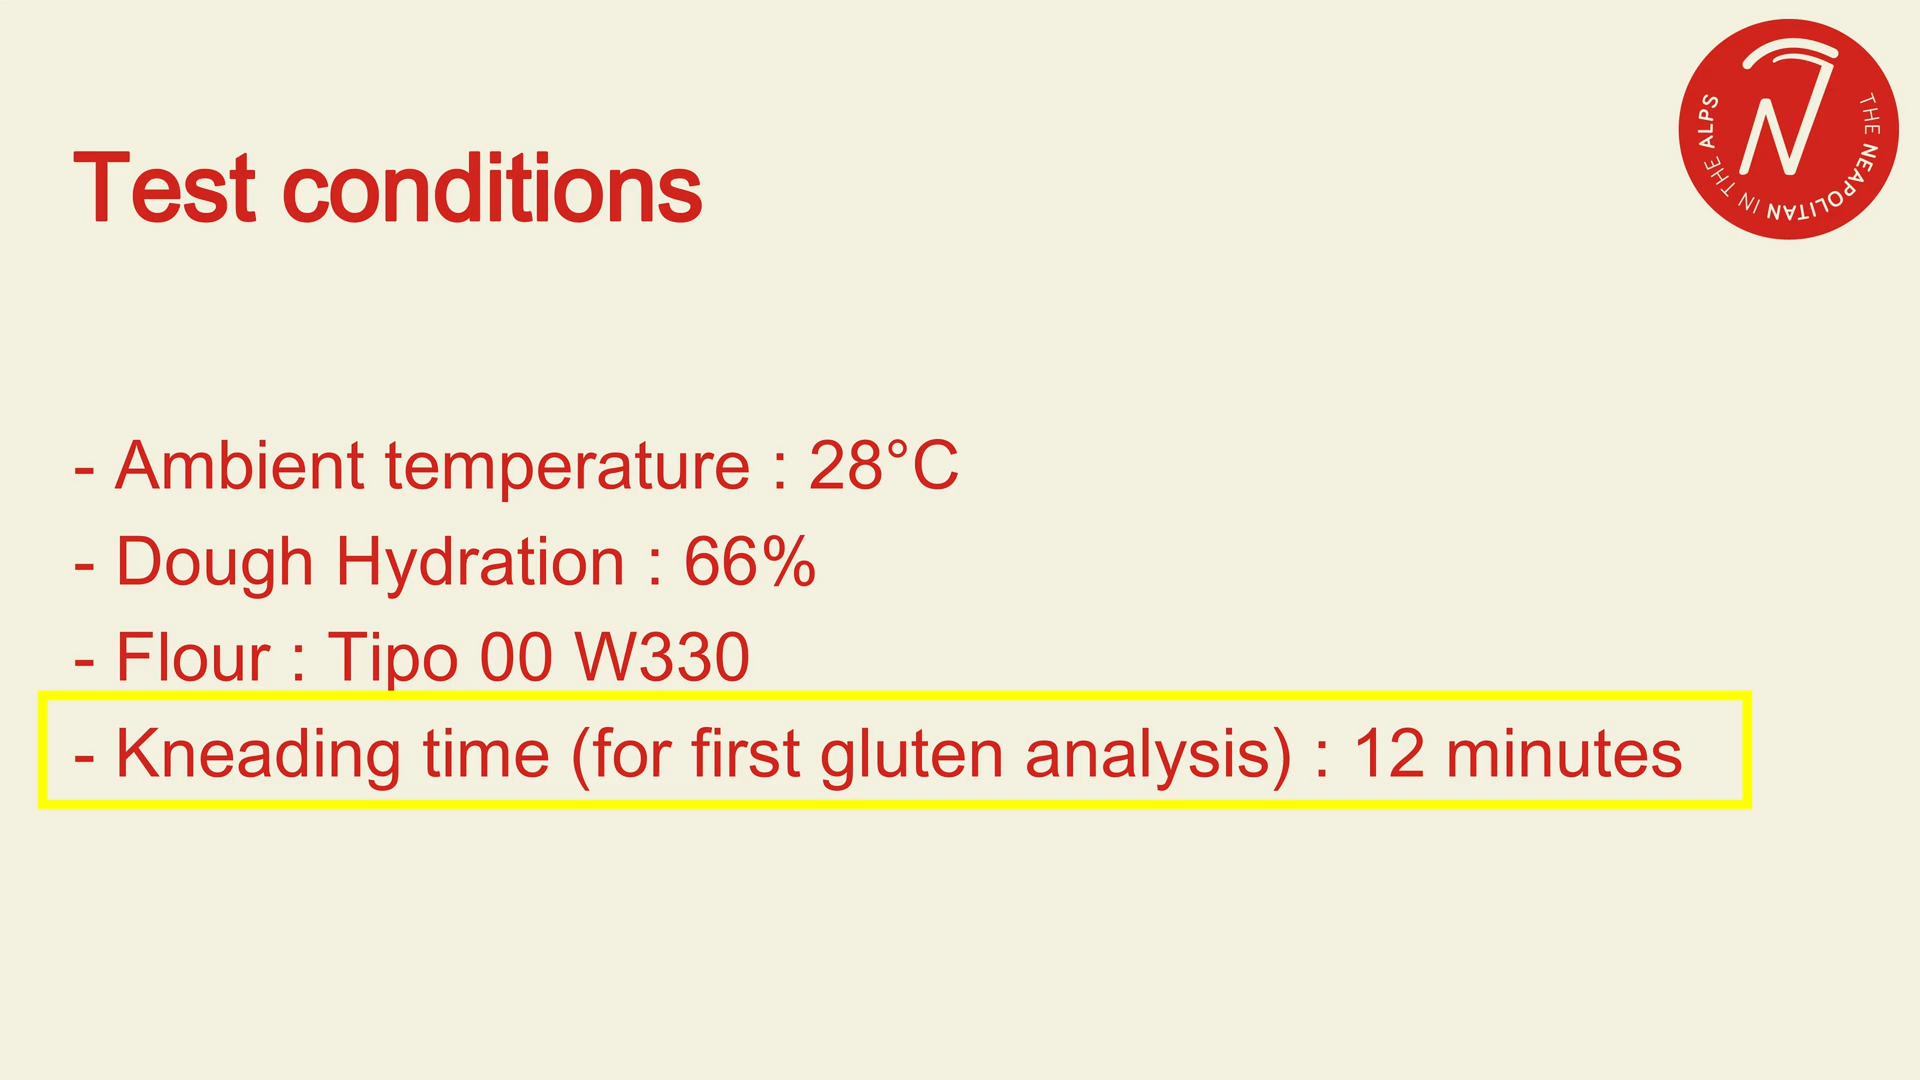 Test conditions
- Ambient temperature : 28°C
- Dough Hydration : 66%
- Flour : Tipo 00 W330
- Kneading time (for first gluten analysis) : 12 minutes
THE NEAPOLITAN IN THE ALPS
N